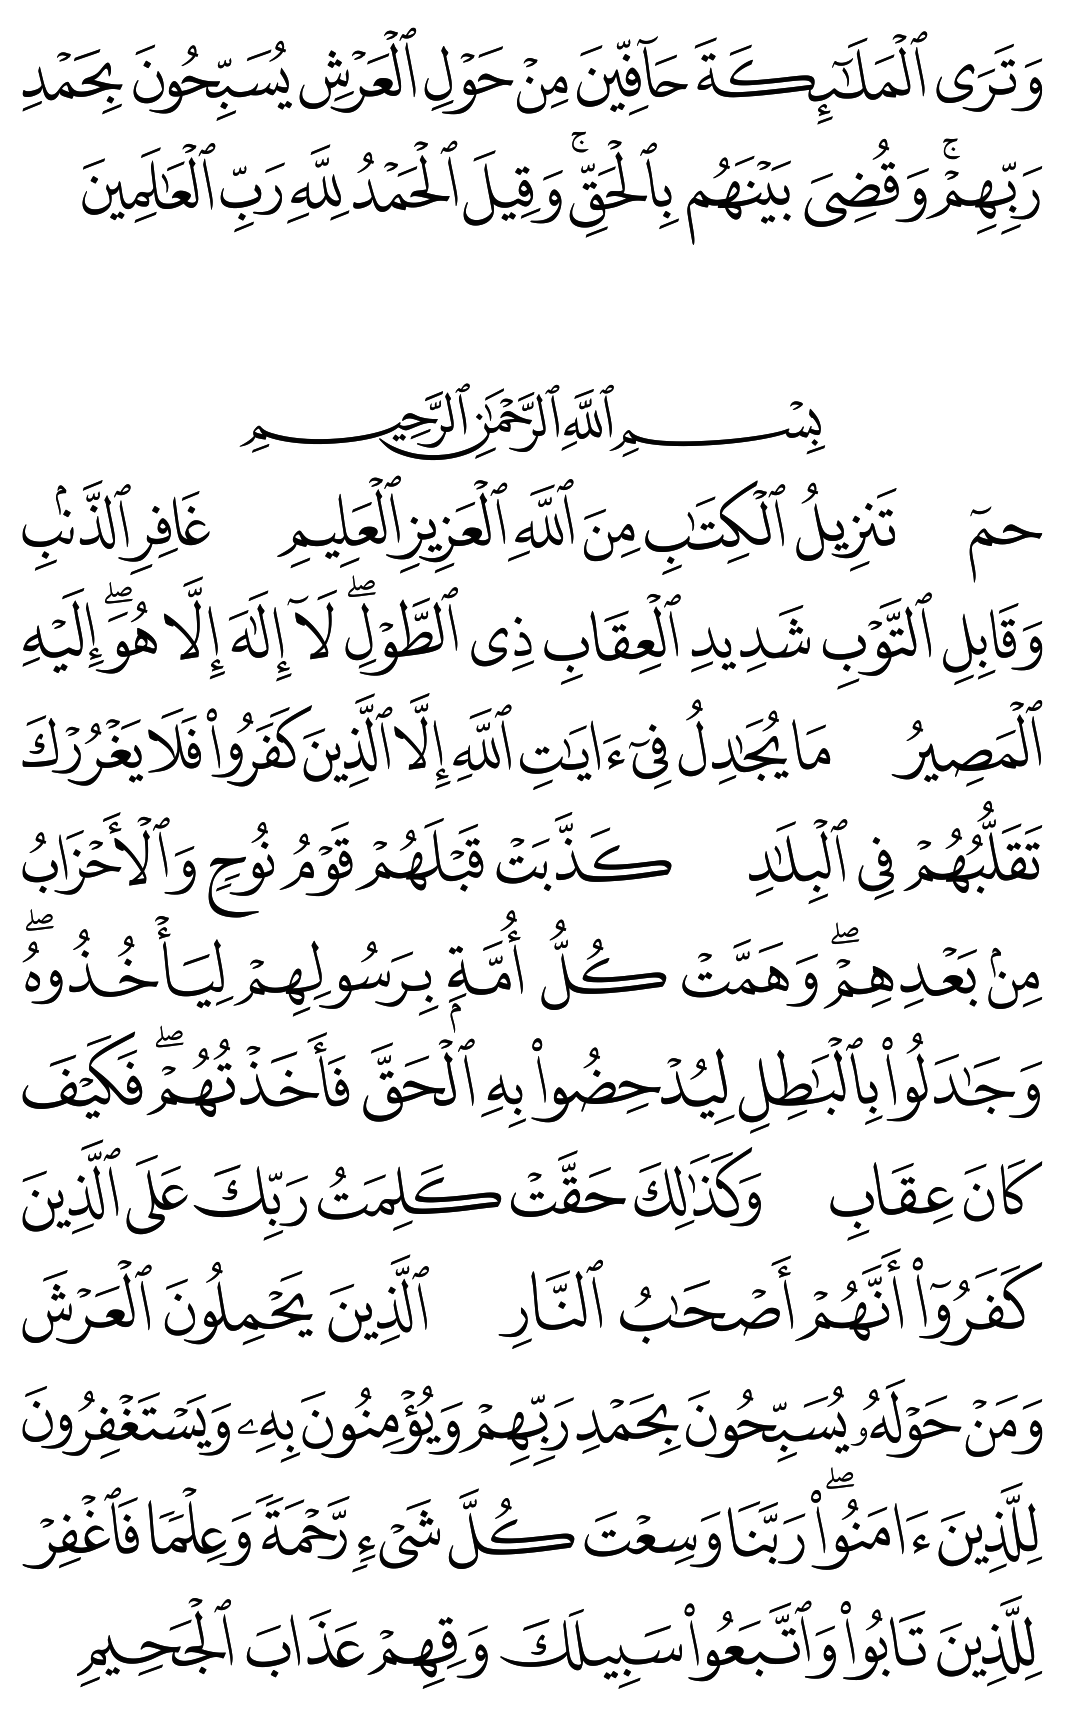 وَتَرَى ٱلْمَلَـٰٓئِكَةَ حَآفِّينَ مِنْ حَوْلِ ٱلْعَرْشِ يُسَبِّحُونَ بِحَمْدِ
رَبِّهِمْ ۚ وَقُضِىَ بَيْنَهُم بِٱلْحَقِّ ۚ وَقِيلَ ٱلْحَمْدُ لِلَّهِ رَبِّ ٱلْعَـٰلَمِينَ
بِسْمِ ٱللَّهِ ٱلرَّحْمَـٰنِ ٱلرَّحِيمِ
حمٓ تَنزِيلُ ٱلْكِتَـٰبِ مِنَ ٱللَّهِ ٱلْعَزِيزِ ٱلْعَلِيمِ غَافِرِ ٱلذَّنۢبِ
وَقَابِلِ ٱلتَّوْبِ شَدِيدِ ٱلْعِقَابِ ذِى ٱلطَّوْلِ ۖ لَآ إِلَـٰهَ إِلَّا هُوَ ۖ إِلَيْهِ
ٱلْمَصِيرُ مَا يُجَـٰدِلُ فِىٓ ءَايَـٰتِ ٱللَّهِ إِلَّا ٱلَّذِينَ كَفَرُوا۟ فَلَا يَغْرُرْكَ
تَقَلُّبُهُمْ فِى ٱلْبِلَـٰدِ كَذَّبَتْ قَبْلَهُمْ قَوْمُ نُوحٍ وَٱلْأَحْزَابُ
مِنۢ بَعْدِهِمْ ۖ وَهَمَّتْ كُلُّ أُمَّةٍۭ بِرَسُولِهِمْ لِيَأْخُذُوهُ ۖ
وَجَـٰدَلُوا۟ بِٱلْبَـٰطِلِ لِيُدْحِضُوا۟ بِهِ ٱلْحَقَّ فَأَخَذْتُهُمْ ۖ فَكَيْفَ
كَانَ عِقَابِ وَكَذَٰلِكَ حَقَّتْ كَلِمَتُ رَبِّكَ عَلَى ٱلَّذِينَ
كَفَرُوٓا۟ أَنَّهُمْ أَصْحَـٰبُ ٱلنَّارِ ٱلَّذِينَ يَحْمِلُونَ ٱلْعَرْشَ
وَمَنْ حَوْلَهُۥ يُسَبِّحُونَ بِحَمْدِ رَبِّهِمْ وَيُؤْمِنُونَ بِهِۦ وَيَسْتَغْفِرُونَ
لِلَّذِينَ ءَامَنُوا۟ ۖ رَبَّنَا وَسِعْتَ كُلَّ شَىْءٍ رَّحْمَةً وَعِلْمًا فَٱغْفِرْ
لِلَّذِينَ تَابُوا۟ وَٱتَّبَعُوا۟ سَبِيلَكَ وَقِهِمْ عَذَابَ ٱلْجَحِيمِ